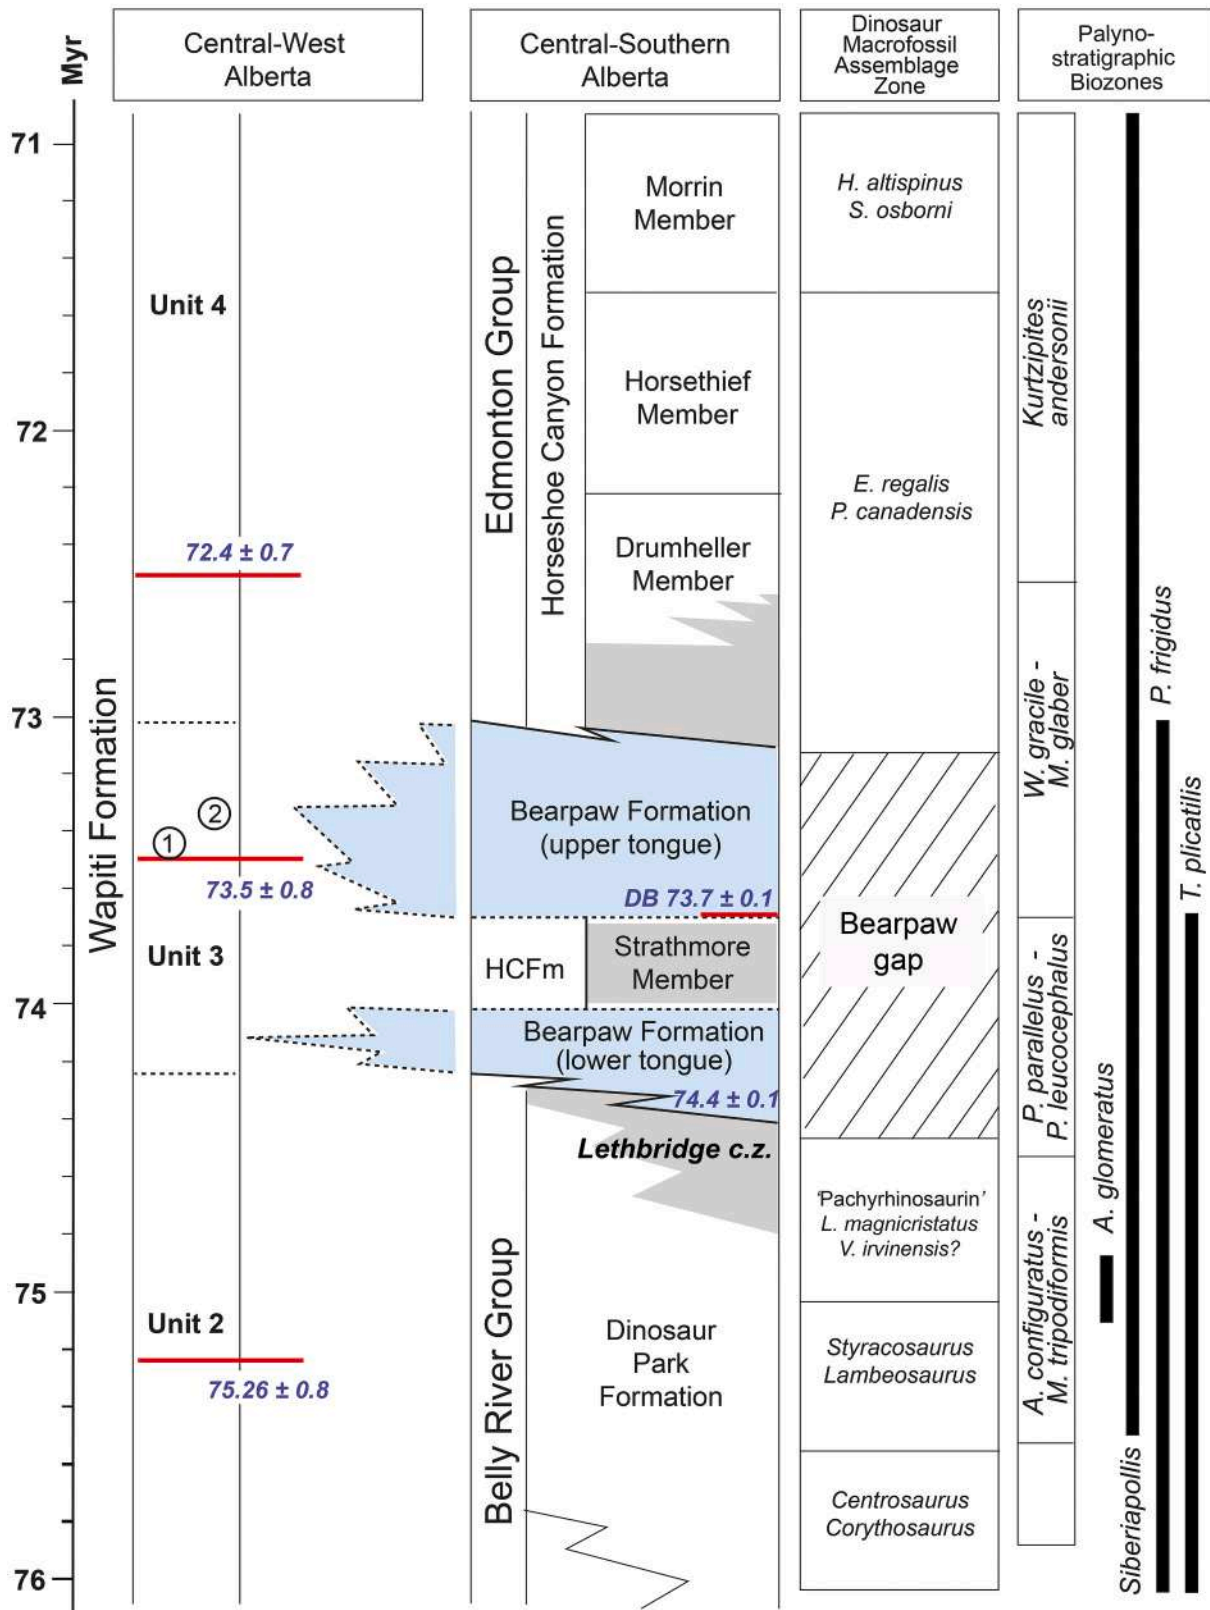 Myr
Central-West
Alberta
Central-Southern
Alberta
Dinosaur
Macrofossil
Assemblage
Zone
Palyno-
stratigraphic
Biozones
71
72
73
74
75
76
Wapiti Formation
Unit 4
72.4 ± 0.7
2
1
73.5 ± 0.8
Unit 3
Unit 2
75.26 ± 0.8
Edmonton Group
Horseshoe Canyon Formation
Morrin
Member
Horsethief
Member
Drumheller
Member
Bearpaw Formation
(upper tongue)
DB 73.7 ± 0.1
HCFm
Strathmore
Member
Bearpaw Formation
(lower tongue)
74.4 ± 0.1
Lethbridge c.z.
Belly River Group
Dinosaur
Park
Formation
H. altispinus
S. osborni
E. regalis
P. canadensis
Bearpaw
gap
'Pachyrhinosaurin'
L. magnicristatus
V. irvinensis?
Styracosaurus
Lambeosaurus
Centrosaurus
Corythosaurus
Kurtzipites
andersonii
W. gracile -
M. glaber
P. parallelus -
P. leucocephalus
A. configuratus -
M. tripodiformis
A. glomeratus
Siberiapollis
P. frigidus
T. plicatilis